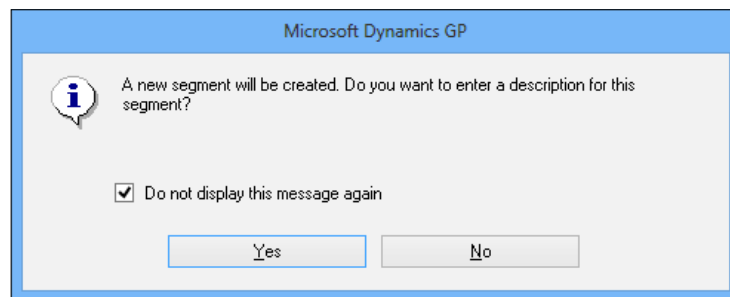 Microsoft Dynamics GP
A new segment will be created. Do you want to enter a description for this
segment?
Do not display this message again
Yes
No